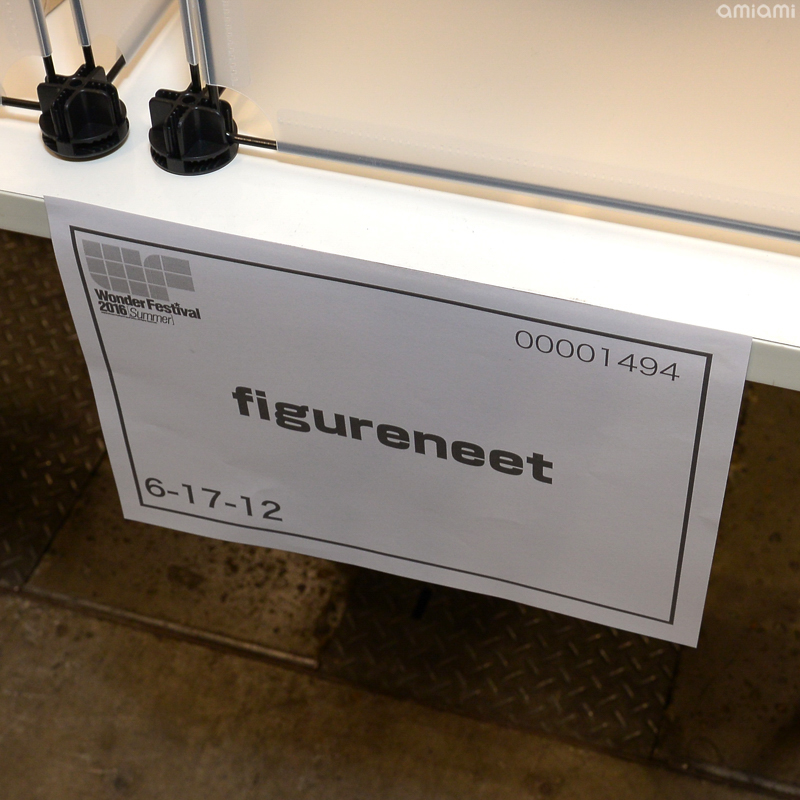 amiami
Wonder Festival
2016 Summer
00001494
figureneet
6-17-12